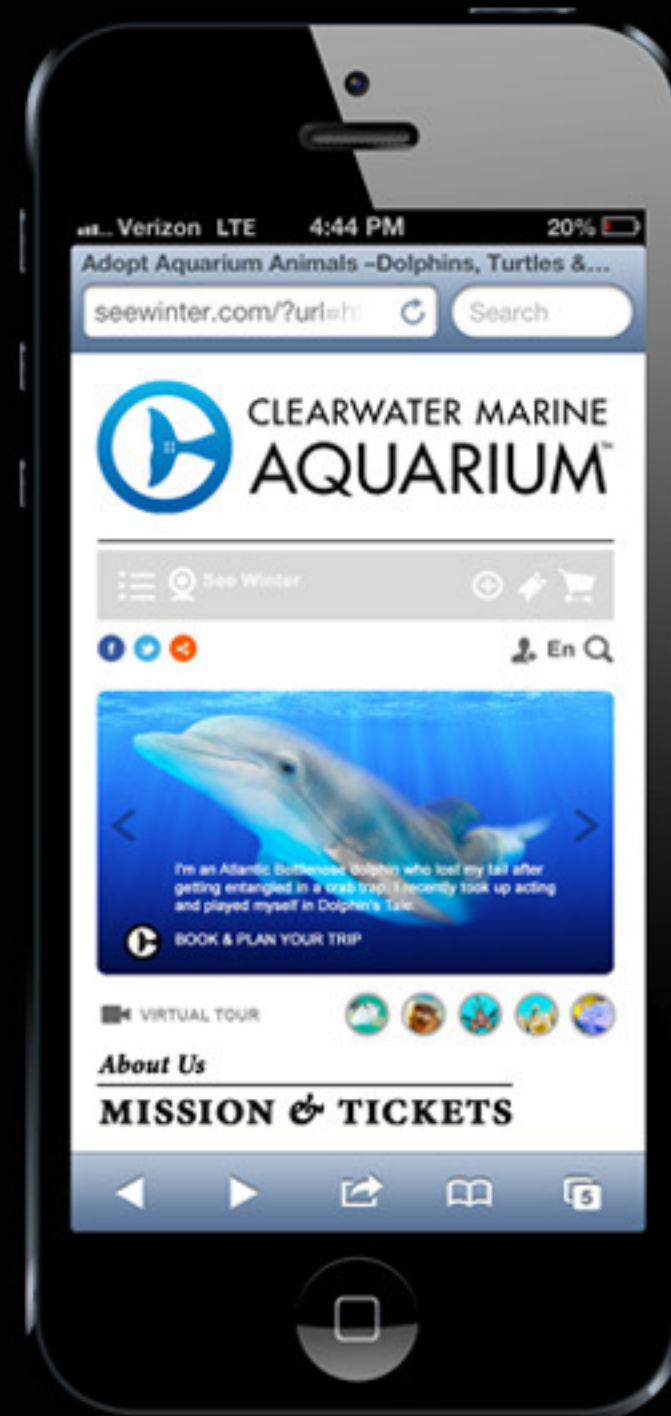 Verizon LTE 4:44 PM 20%
Adopt Aquarium Animals –Dolphins, Turtles &...
seewinter.com/?url=ht
Search
CLEARWATER MARINE
AQUARIUM™
See Winter
En
I'm an Atlantic Bottlenose dolphin who lost my tail after
getting entangled in a crab trap. I recently took up acting
and played myself in Dolphin's Tale.
BOOK & PLAN YOUR TRIP
VIRTUAL TOUR
About Us
MISSION & TICKETS
5